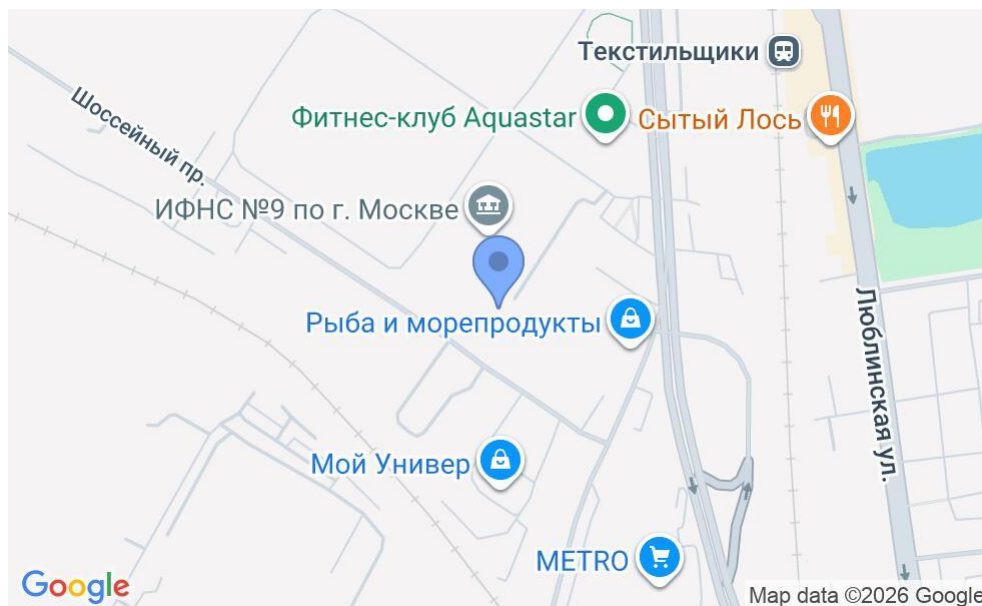 Текстильщики
Шоссейный пр.
Фитнес-клуб Aquastar
Сытый Лось
ИФНС №9 по г. Москве
Рыба и морепродукты
Люблинская ул.
Мой Универ
METRO
Google
Map data ©2026 Google